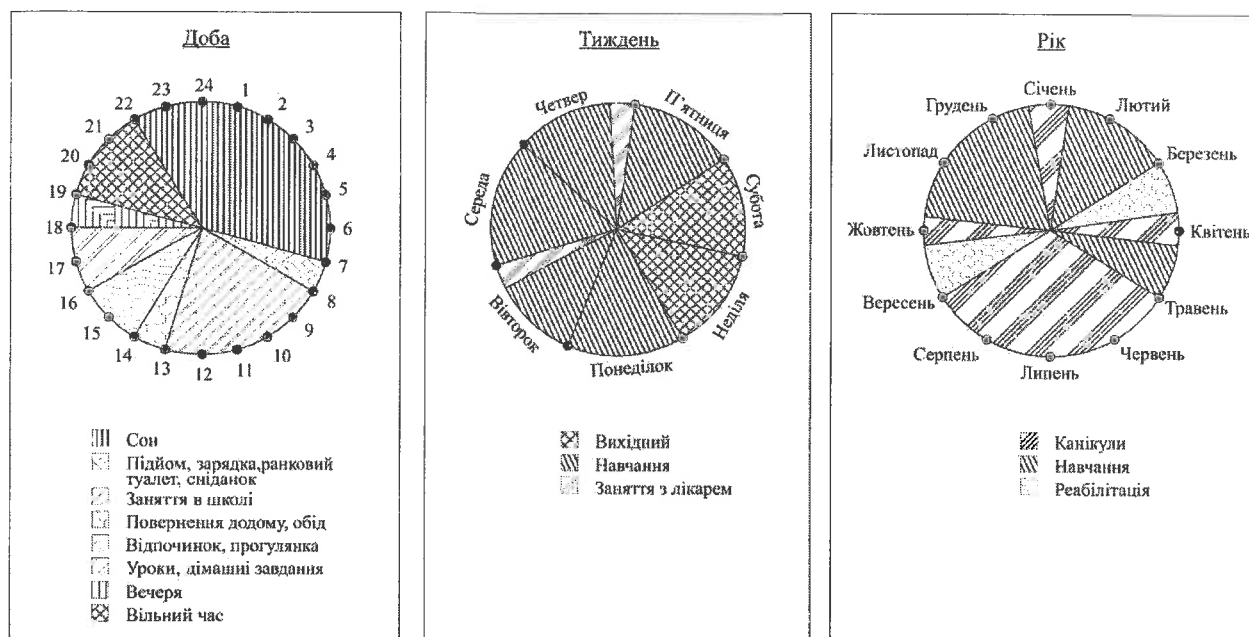 Доба
24
1
2
3
4
5
6
7
8
9
10
11
12
13
14
15
16
17
18
19
20
21
22
23
Сон
Підйом, зарядка,ранковий
туалет, сніданок
Заняття в школі
Повернення додому, обід
Відпочинок, прогулянка
Уроки, дімашні завдання
Вечеря
Вільний час
Тиждень
Четвер
П'ятниця
Субота
Неділя
Понеділок
Вівторок
Середа
Вихідний
Навчання
Заняття з лікарем
Рік
Січень
Лютий
Березень
Квітень
Травень
Червень
Липень
Серпень
Вересень
Жовтень
Листопад
Грудень
Канікули
Навчання
Реабілітація